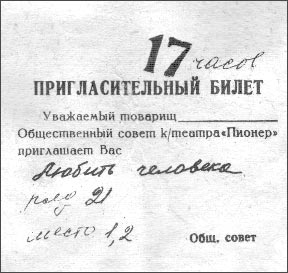 17 часов
ПРИГЛАСИТЕЛЬНЫЙ БИЛЕТ
Уважаемый товарищ
Общественный совет к/театра «Пионер»
приглашает Вас
Любить человека
ряд 21
место 1,2
Общ. совет